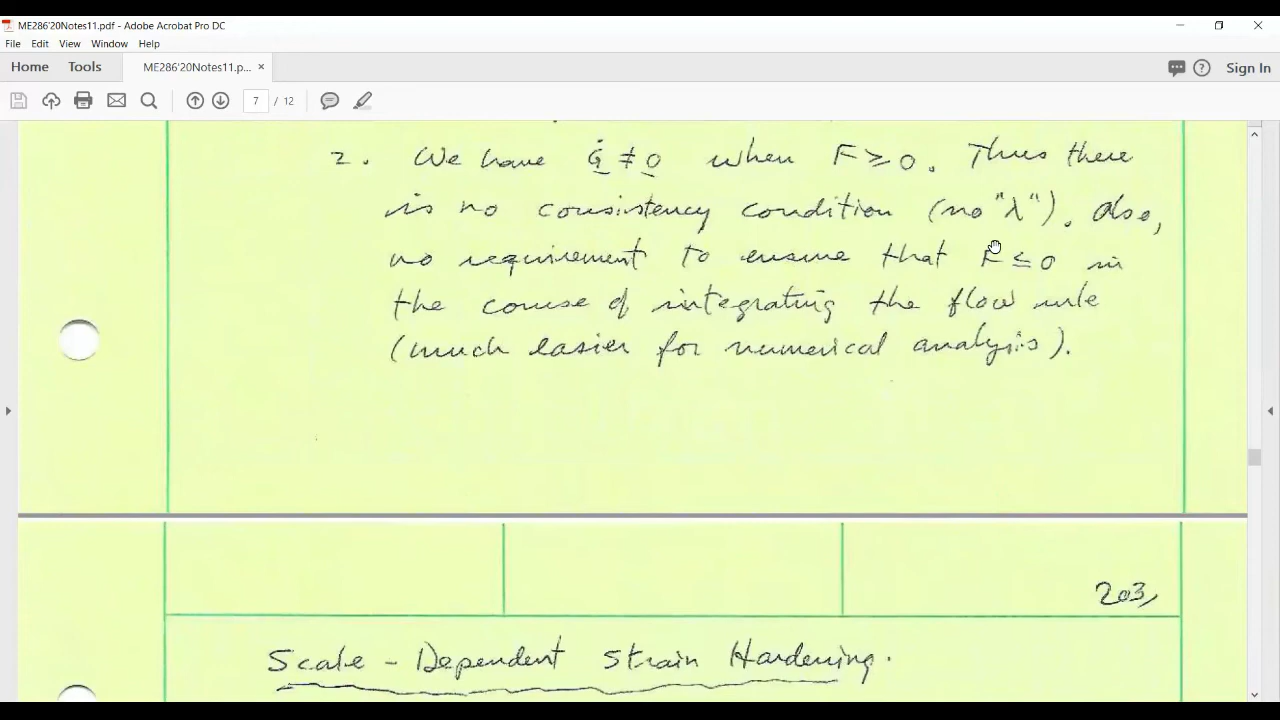 ME286'20Notes11.pdf - Adobe Acrobat Pro DC
File Edit View Window Help
Home Tools ME286'20Notes11.p... ×
? Sign In
7 / 12
2. We have Ġ ≠ 0 when F ≥ 0. Thus there
is no consistency condition (no "λ"). Also,
no requirement to ensure that F ≤ 0 in
the course of integrating the flow rule
(much easier for numerical analysis).
203
Scale-Dependent Strain Hardening.